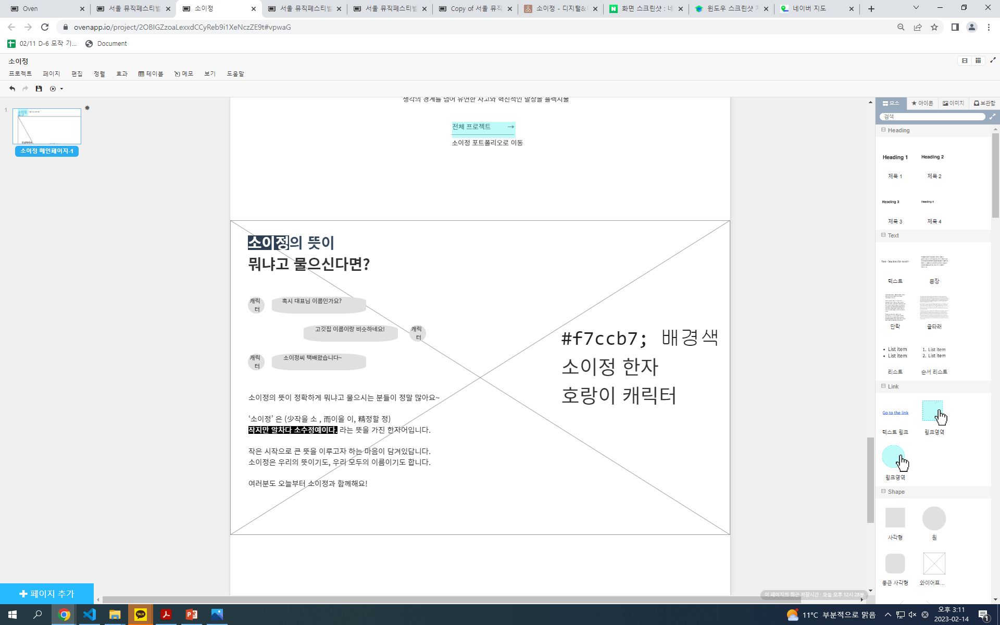 Oven
서울 뮤직페스티벌
소이정
서울 뮤직페스티벌
서울 뮤직페스티벌
Copy of 서울 뮤직
소이정 - 디지털&
화면 스크린샷 : 네
윈도우 스크린샷
네이버 지도
ovenapp.io/project/2OBIGZzoaLexxdCCyReb9i1XeNczZE9t#vpwaG
02/11 D-6 모작 기...
Document
소이정
프로젝트 페이지 편집 정렬 효과 테이블 메모 보기 도움말
1.
소이정 메인페이지-1
생각의 경계를 넘어 유연한 사고와 혁신적인 발상을 플렉시블
전체 프로젝트 →
소이정 포트폴리오로 이동
소이정의 뜻이
뭐냐고 물으신다면?
캐릭
터
혹시 대표님 이름인가요?
고깃집 이름이랑 비슷하네요!
캐릭
터
캐릭
터
소이정씨 택배왔습니다~
#f7ccb7; 배경색
소이정 한자
호랑이 캐릭터
소이정의 뜻이 정확하게 뭐냐고 물으시는 분들이 정말 많아요~
‘소이정’ 은 (少작을 소 , 而이을 이, 精정할 정)
작지만 알차다 소수정예이다. 라는 뜻을 가진 한자어입니다.
작은 시작으로 큰 뜻을 이루고자 하는 마음이 담겨있답니다.
소이정은 우리의 뜻이기도, 우리 모두의 이름이기도 합니다.
여러분도 오늘부터 소이정과 함께해요!
요소 아이콘 이미지 보관함
검색
Heading
Heading 1 Heading 2
제목 1 제목 2
Heading 3 Heading 4
제목 3 제목 4
Text
Text - Double click to edit
텍스트 문장
단락 글타래
• List item 1. List item
• List item 2. List item
리스트 순서 리스트
Link
Go to the link
텍스트 링크 링크영역
링크영역
Shape
사각형 원
둥근 사각형 와이어프...
페이지 추가
이 페이지의 최근 저장시간 : 오늘 오후 12시 28분
TALK
11°C 부분적으로 맑음
오후 3:11
2023-02-14
1